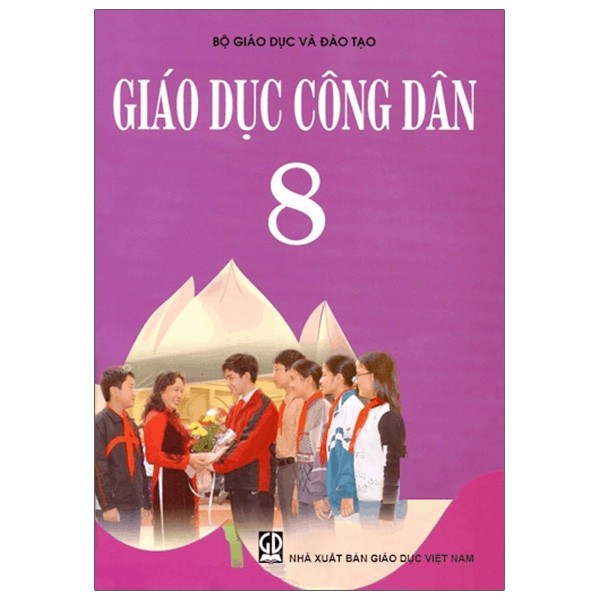 BỘ GIÁO DỤC VÀ ĐÀO TẠO
GIÁO DỤC CÔNG DÂN
8
GD
NHÀ XUẤT BẢN GIÁO DỤC VIỆT NAM